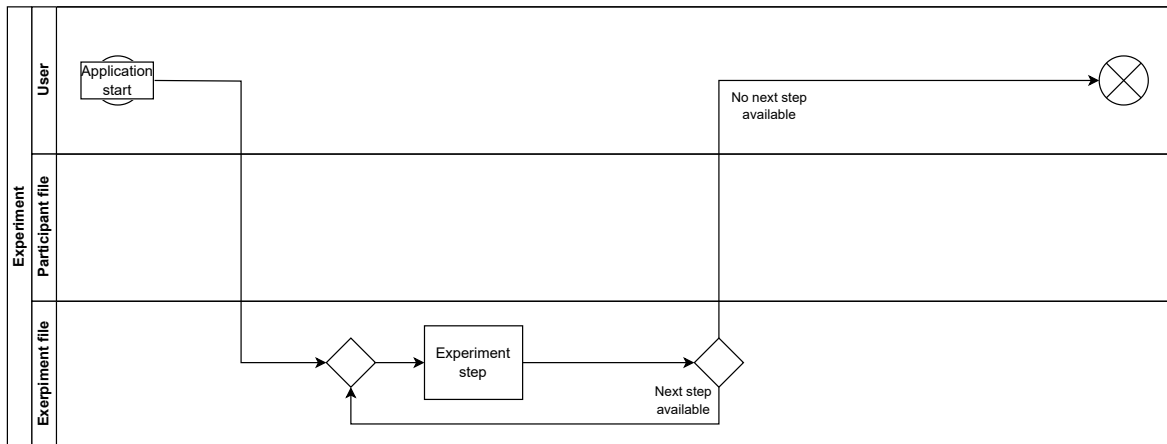 Experiment
User
Application
start
No next step
available
Participant file
Exerpiment file
Experiment
step
Next step
available